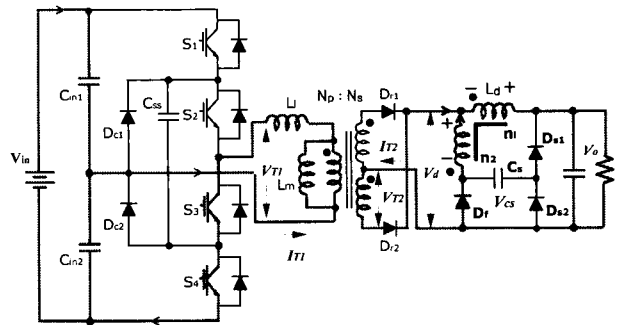 S1
Cin1
Css
S2
Dc1
Vin
Dc2
S3
Cin2
S4
Ll
Np : Ns
Dr1
VT1
Lm
IT1
IT2
VT2
Dr2
Vd
− Ld +
+
n1
−
n2
Cs
Vcs
Df
Ds1
Ds2
Vo